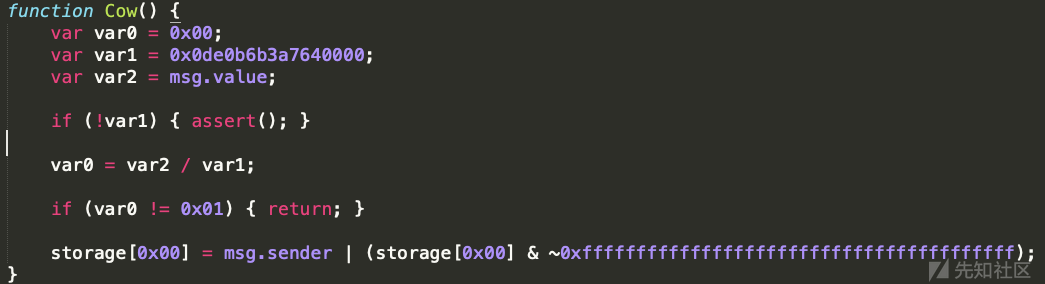 function Cow() {
    var var0 = 0x00;
    var var1 = 0x0de0b6b3a7640000;
    var var2 = msg.value;
    if (!var1) { assert(); }
    var0 = var2 / var1;
    if (var0 != 0x01) { return; }
    storage[0x00] = msg.sender | (storage[0x00] & ~0xffffffffffffffffffffffffffffffffffffffff);
}
先知社区